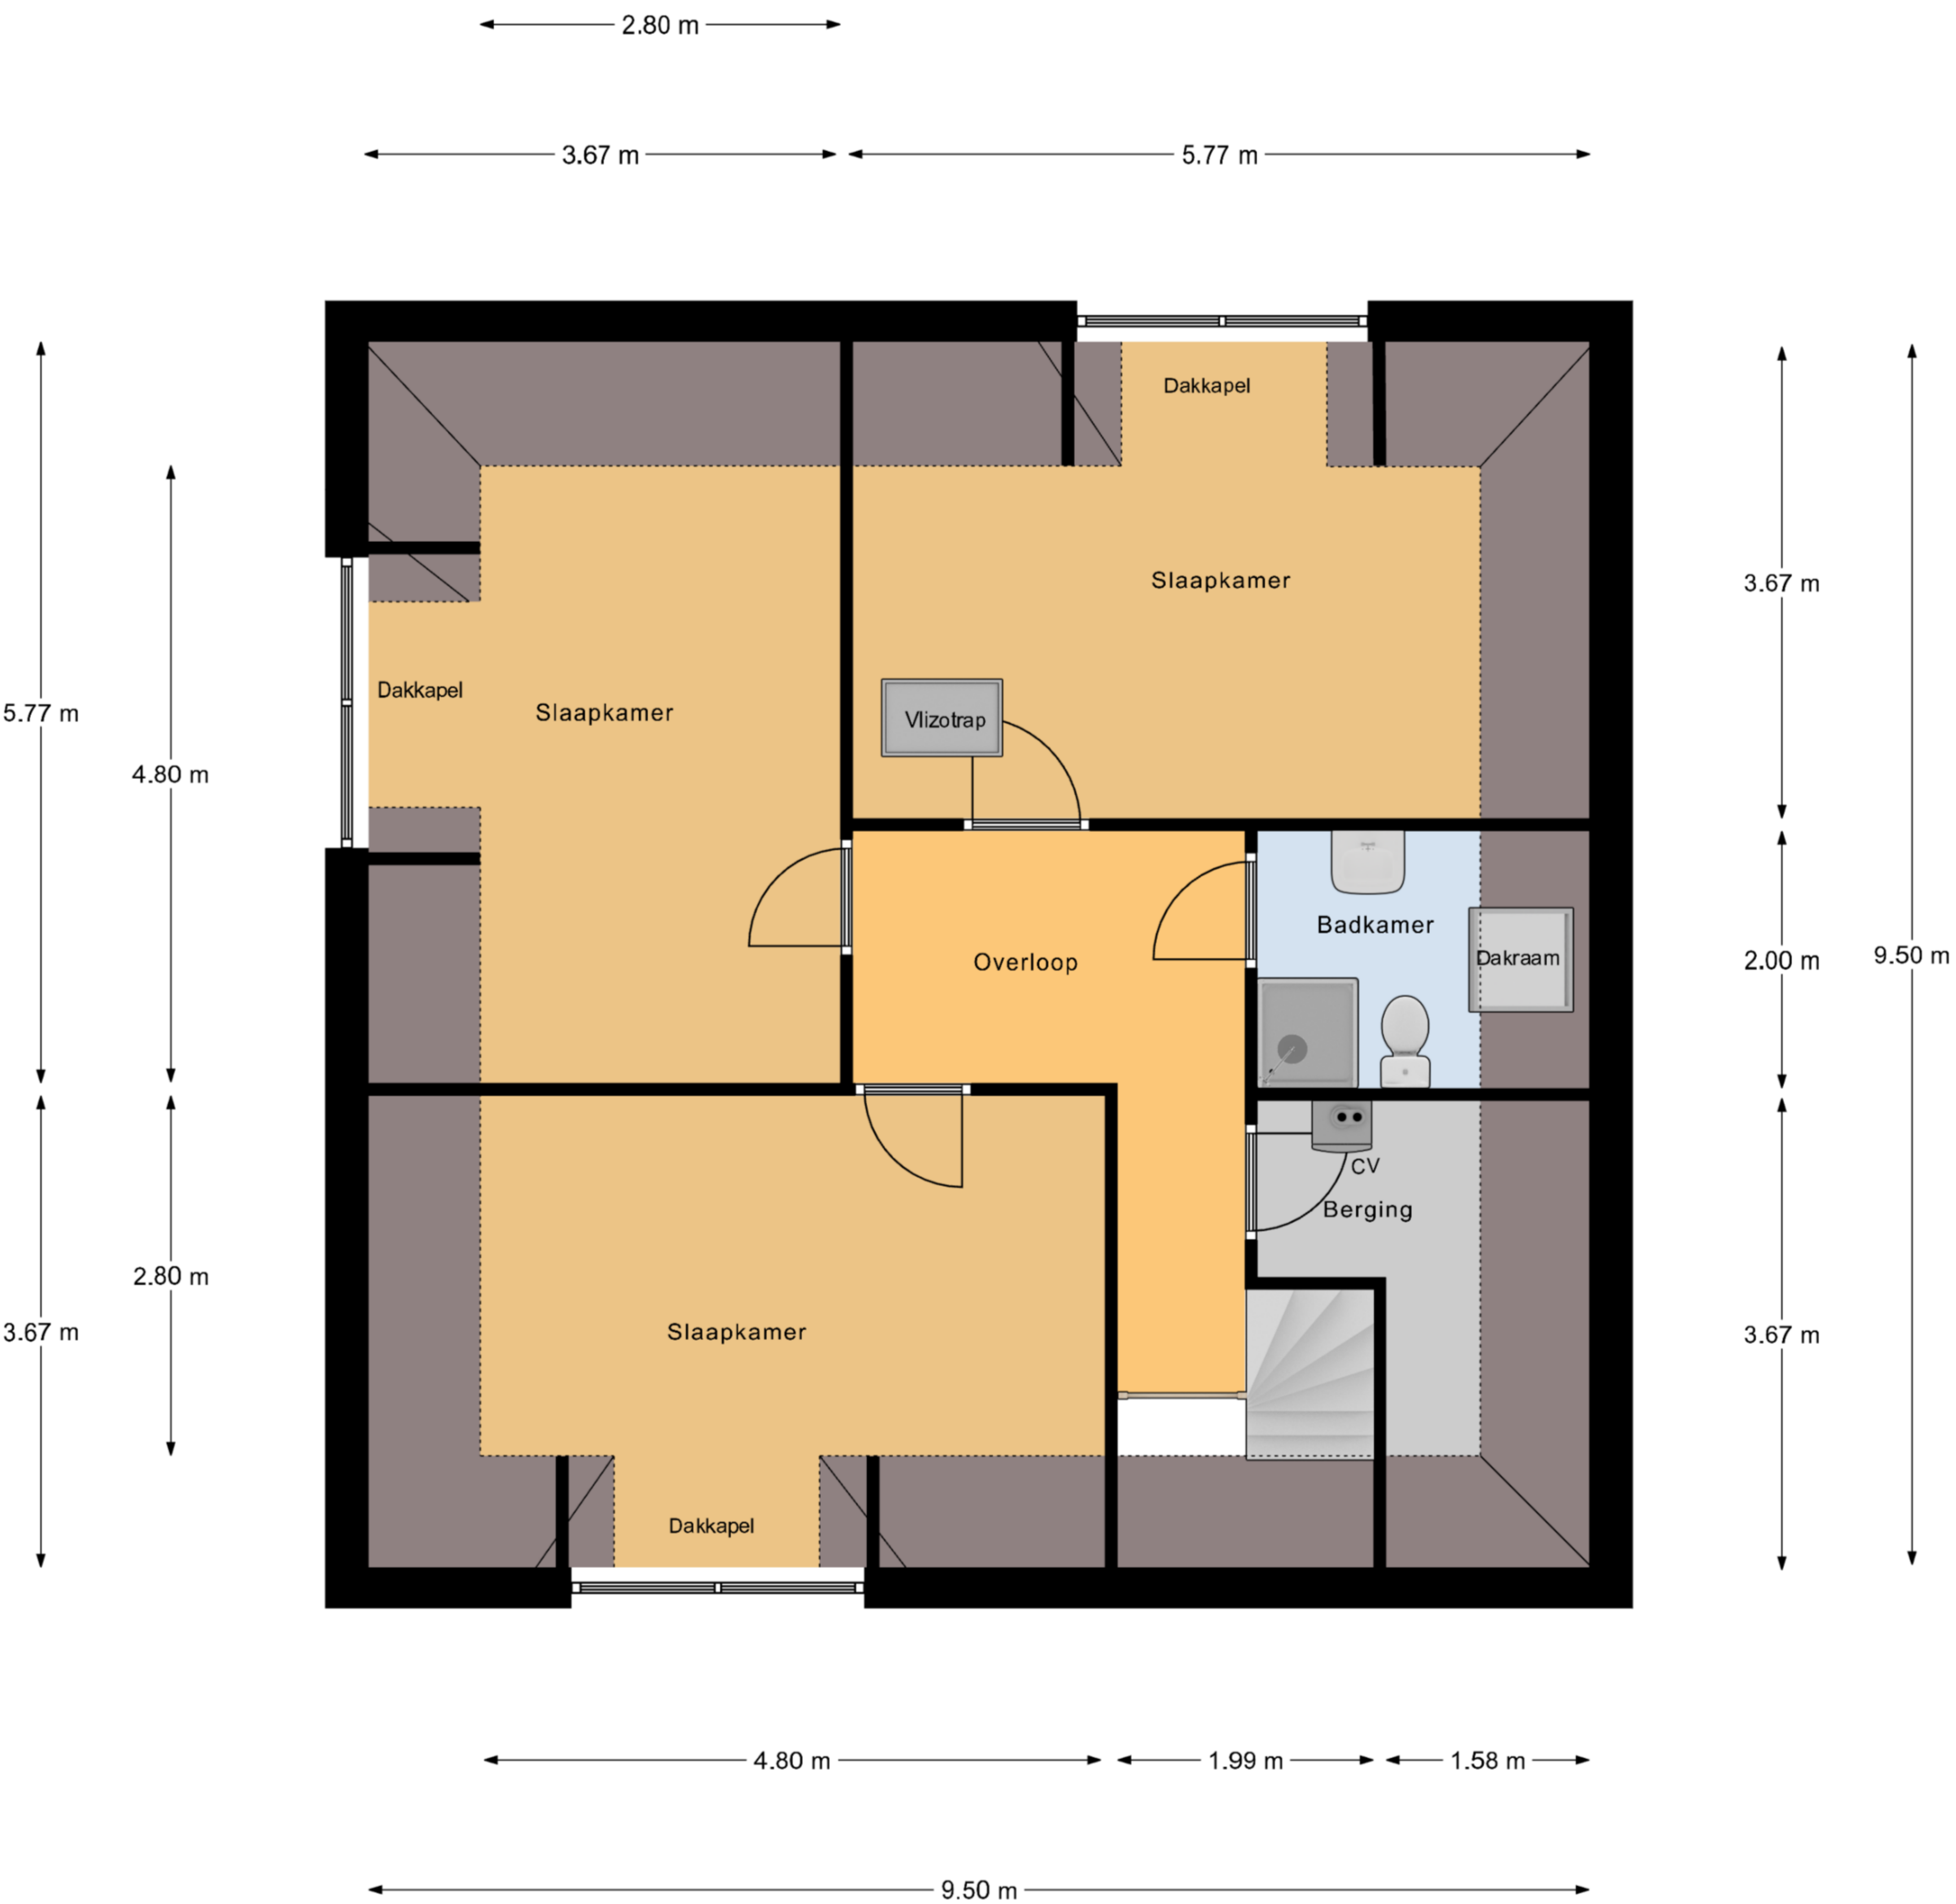 2.80 m
3.67 m
5.77 m
Dakkapel
Slaapkamer
3.67 m
Dakkapel
Slaapkamer
5.77 m
Vlizotrap
4.80 m
Badkamer
Overloop
Dakraam
2.00 m
9.50 m
CV
Berging
2.80 m
3.67 m
Slaapkamer
3.67 m
Dakkapel
4.80 m
1.99 m
1.58 m
9.50 m